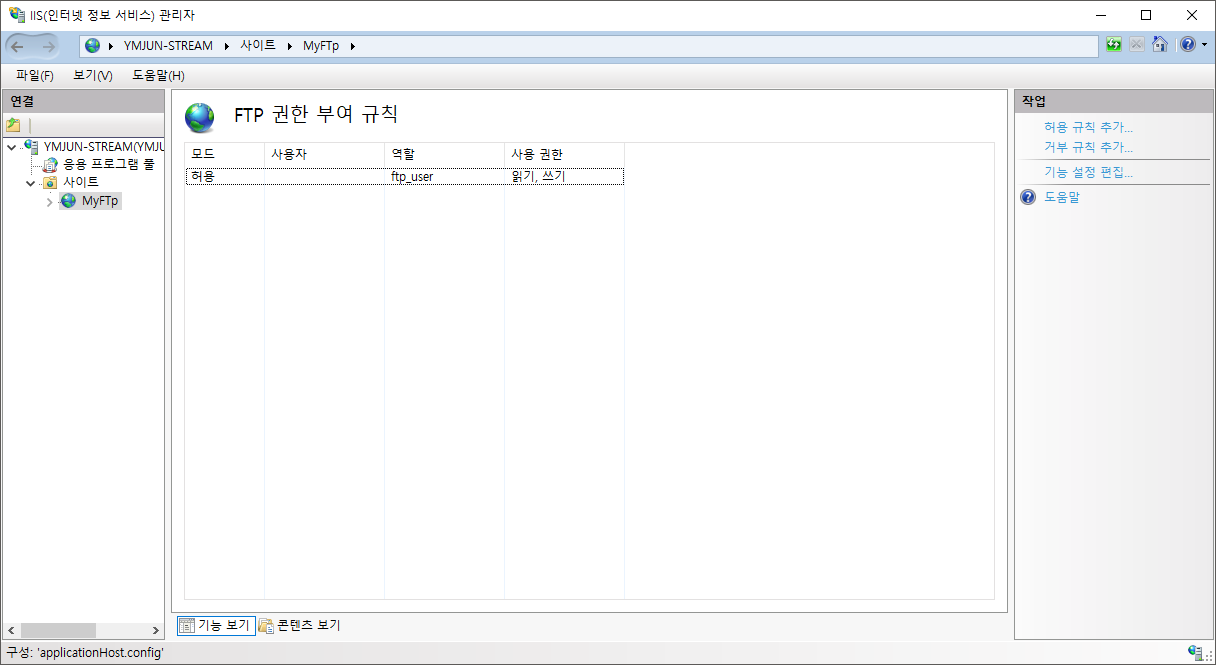 IIS(인터넷 정보 서비스) 관리자
YMJUN-STREAM 사이트 MyFTp
파일(F) 보기(V) 도움말(H)
연결
YMJUN-STREAM(YMJU
응용 프로그램 풀
사이트
MyFTp
FTP 권한 부여 규칙
모드 사용자 역할 사용 권한
허용 ftp_user 읽기, 쓰기
기능 보기 콘텐츠 보기
작업
허용 규칙 추가...
거부 규칙 추가...
기능 설정 편집...
도움말
구성: 'applicationHost.config'